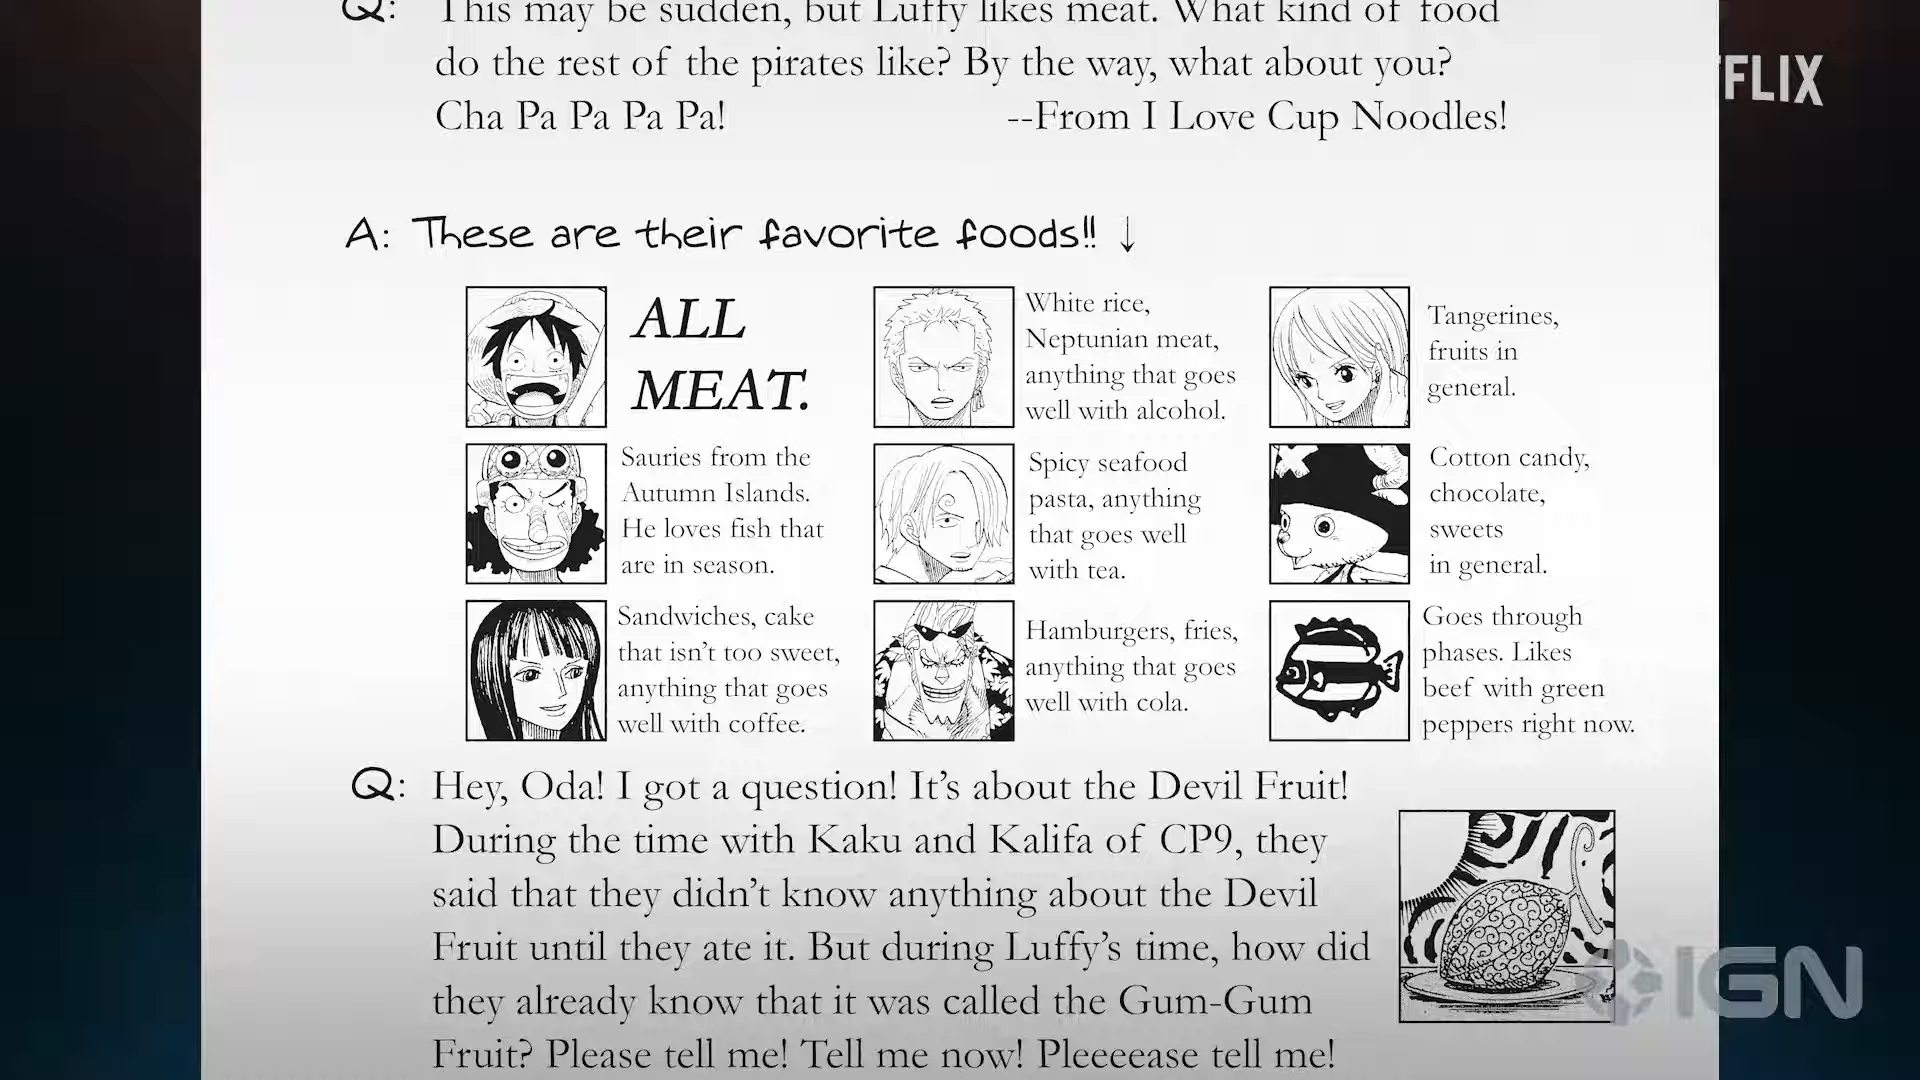 Q: This may be sudden, but Luffy likes meat. What kind of food
do the rest of the pirates like? By the way, what about you?
Cha Pa Pa Pa Pa! --From I Love Cup Noodles!
FLIX
A: These are their favorite foods!! ↓
ALL
MEAT.
White rice,
Neptunian meat,
anything that goes
well with alcohol.
Tangerines,
fruits in
general.
Sauries from the
Autumn Islands.
He loves fish that
are in season.
Spicy seafood
pasta, anything
that goes well
with tea.
Cotton candy,
chocolate,
sweets
in general.
Sandwiches, cake
that isn't too sweet,
anything that goes
well with coffee.
Hamburgers, fries,
anything that goes
well with cola.
Goes through
phases. Likes
beef with green
peppers right now.
Q: Hey, Oda! I got a question! It's about the Devil Fruit!
During the time with Kaku and Kalifa of CP9, they
said that they didn't know anything about the Devil
Fruit until they ate it. But during Luffy's time, how did
they already know that it was called the Gum-Gum
Fruit? Please tell me! Tell me now! Pleeeease tell me!
IGN